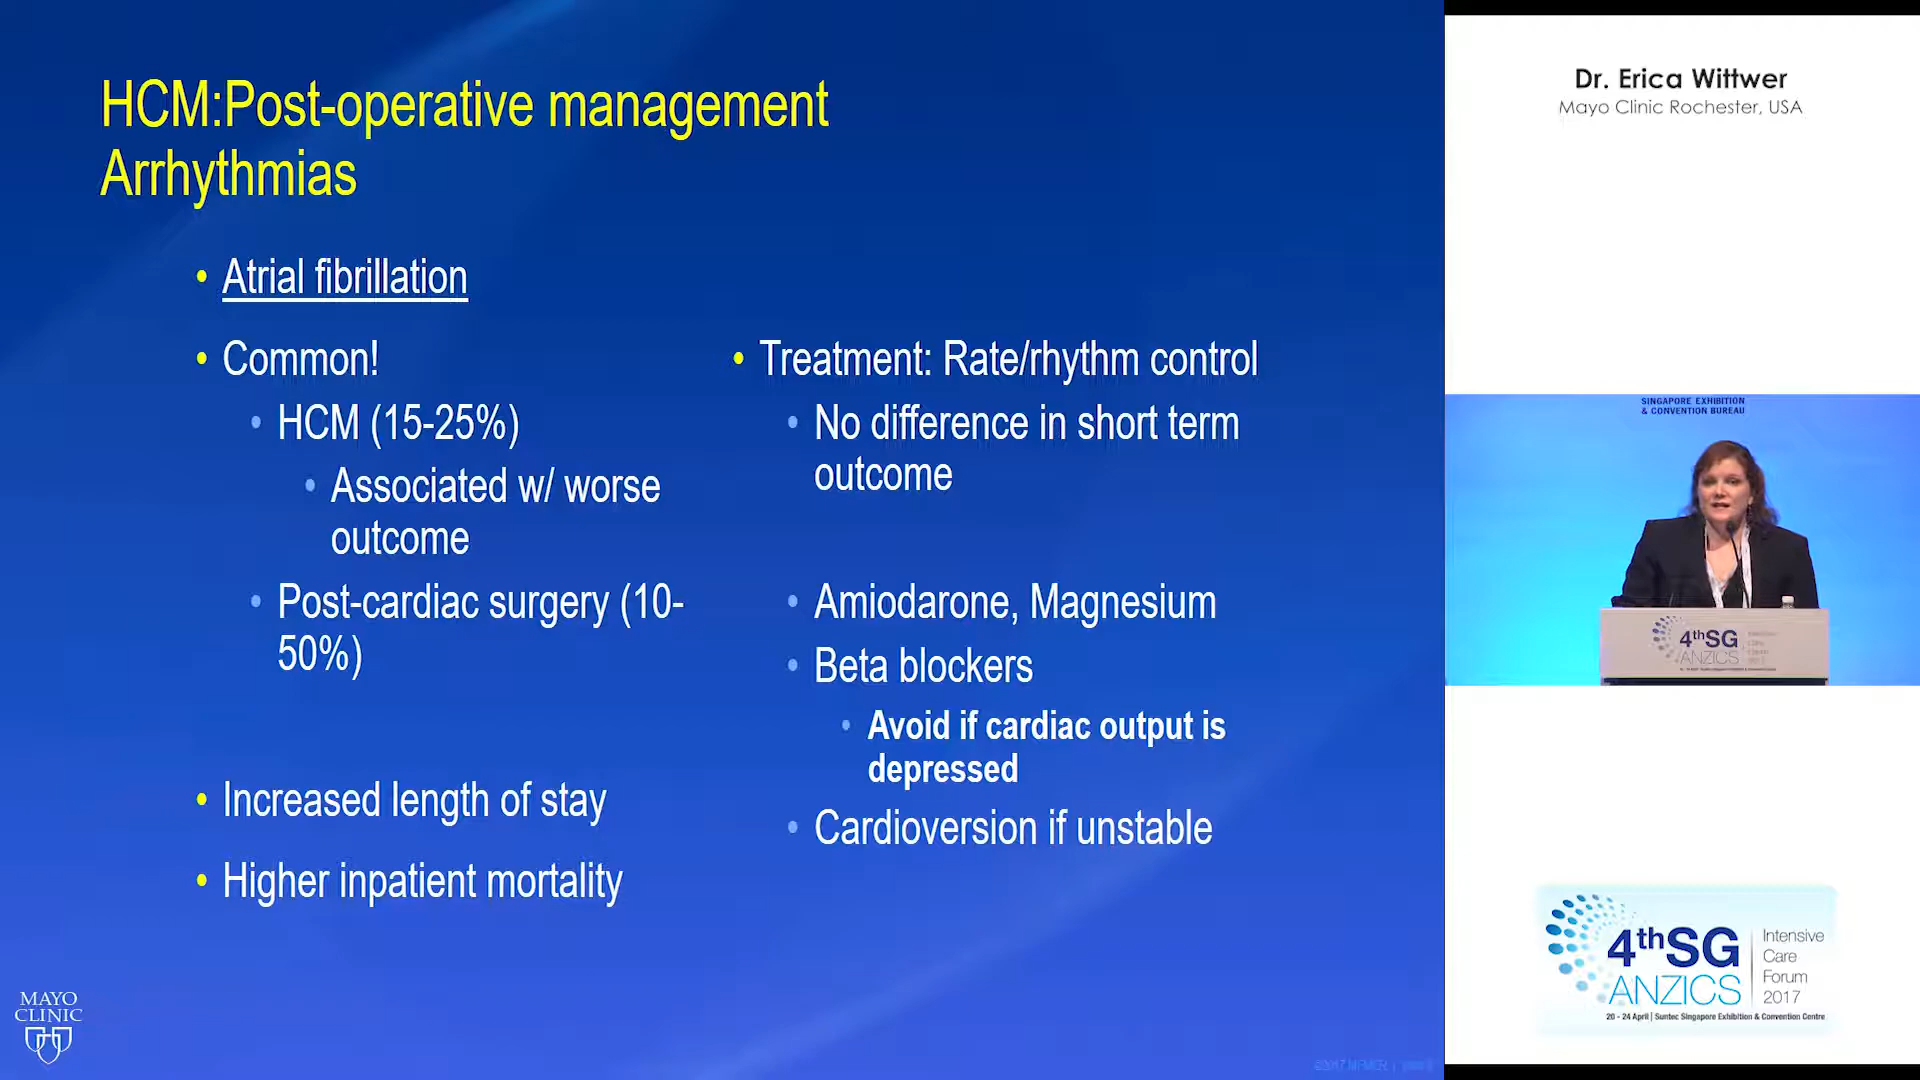 HCM:Post-operative management
Arrhythmias
• Atrial fibrillation
• Common!
• HCM (15-25%)
• Associated w/ worse
outcome
• Post-cardiac surgery (10-
50%)
• Increased length of stay
• Higher inpatient mortality
• Treatment: Rate/rhythm control
• No difference in short term
outcome
• Amiodarone, Magnesium
• Beta blockers
• Avoid if cardiac output is
depressed
• Cardioversion if unstable
MAYO
CLINIC
Dr. Erica Wittwer
Mayo Clinic Rochester, USA
SINGAPORE EXHIBITION
& CONVENTION BUREAU
4thSG
ANZICS
4thSG
ANZICS
Intensive
Care
Forum
2017
20 - 24 April | Suntec Singapore Exhibition & Convention Centre